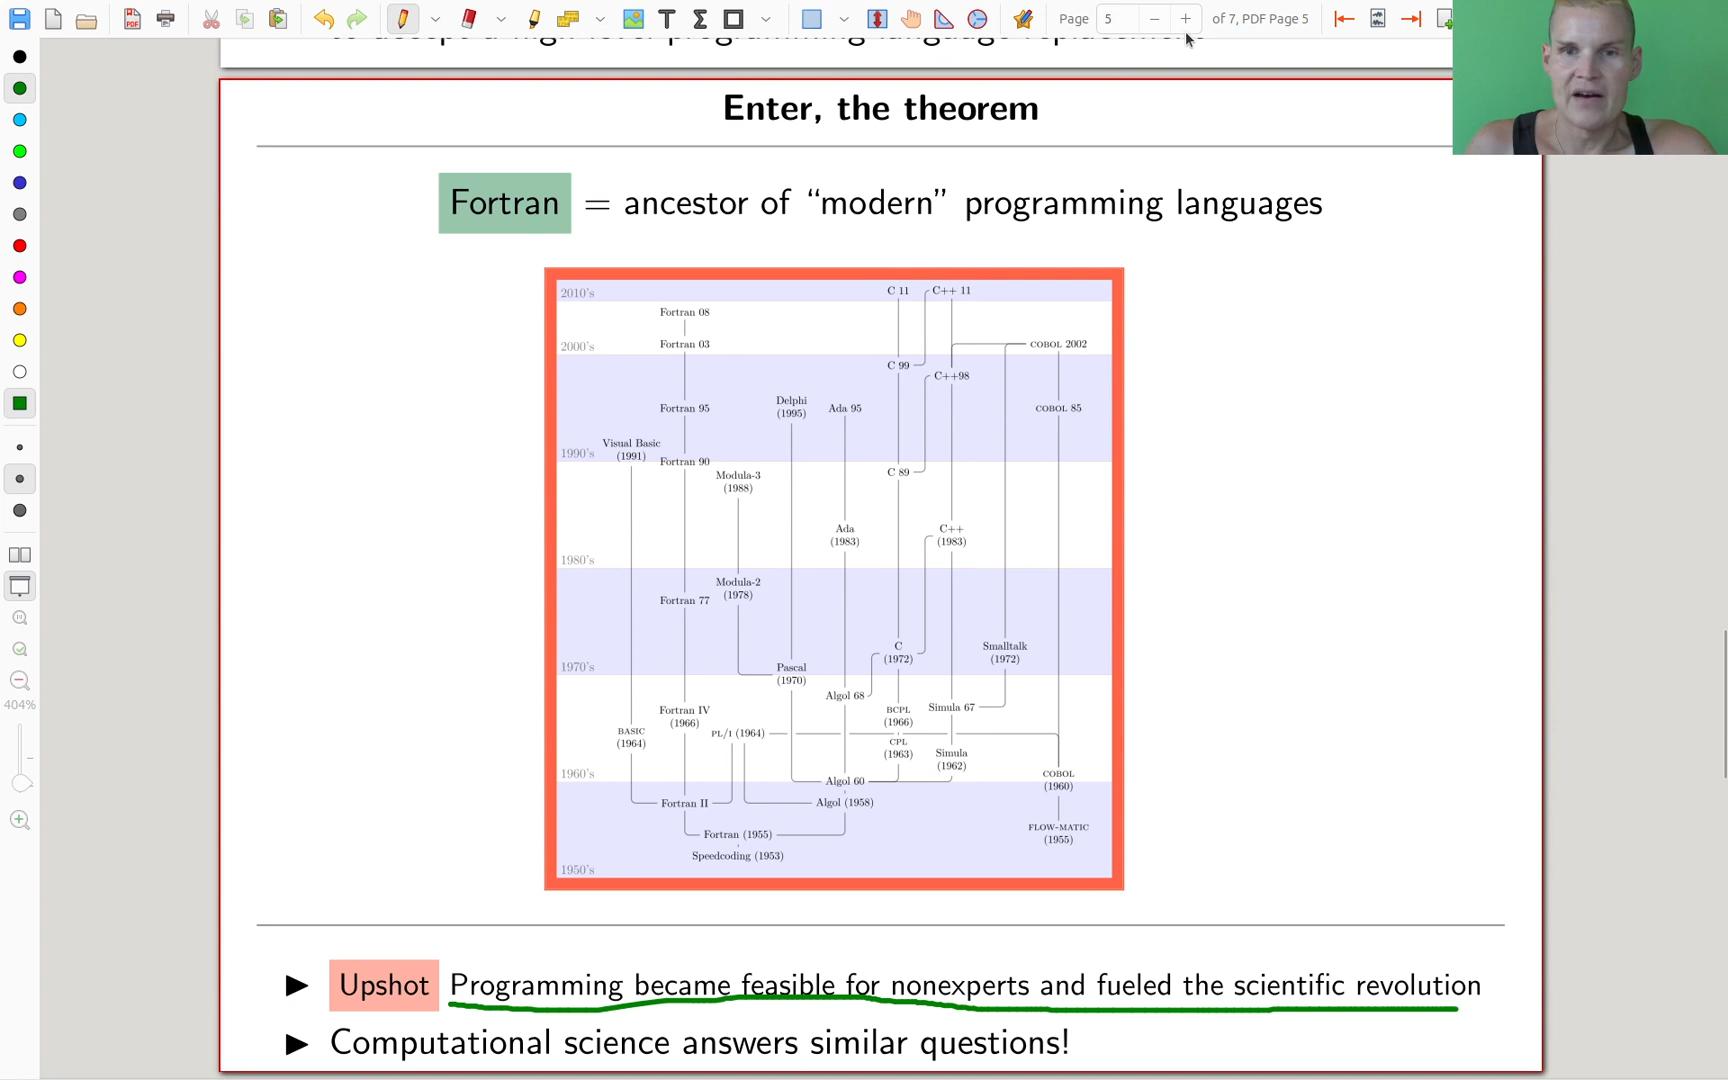 Page 5 of 7, PDF Page 5
Enter, the theorem
Fortran = ancestor of “modern” programming languages
2010's
C 11
C++ 11
Fortran 08
2000's
Fortran 03
COBOL 2002
C 99
C++98
Delphi
(1995)
Ada 95
Fortran 95
COBOL 85
Visual Basic
(1991)
1990's
Fortran 90
C 89
Modula-3
(1988)
Ada
(1983)
C++
(1983)
1980's
Modula-2
(1978)
Fortran 77
C
(1972)
Smalltalk
(1972)
1970's
Pascal
(1970)
Algol 68
Fortran IV
(1966)
BCPL
(1966)
Simula 67
BASIC
(1964)
PL/I (1964)
CPL
(1963)
Simula
(1962)
1960's
Algol 60
COBOL
(1960)
Fortran II
Algol (1958)
Fortran (1955)
FLOW-MATIC
(1955)
Speedcoding (1953)
1950's
404%
▶ Upshot Programming became feasible for nonexperts and fueled the scientific revolution
▶ Computational science answers similar questions!